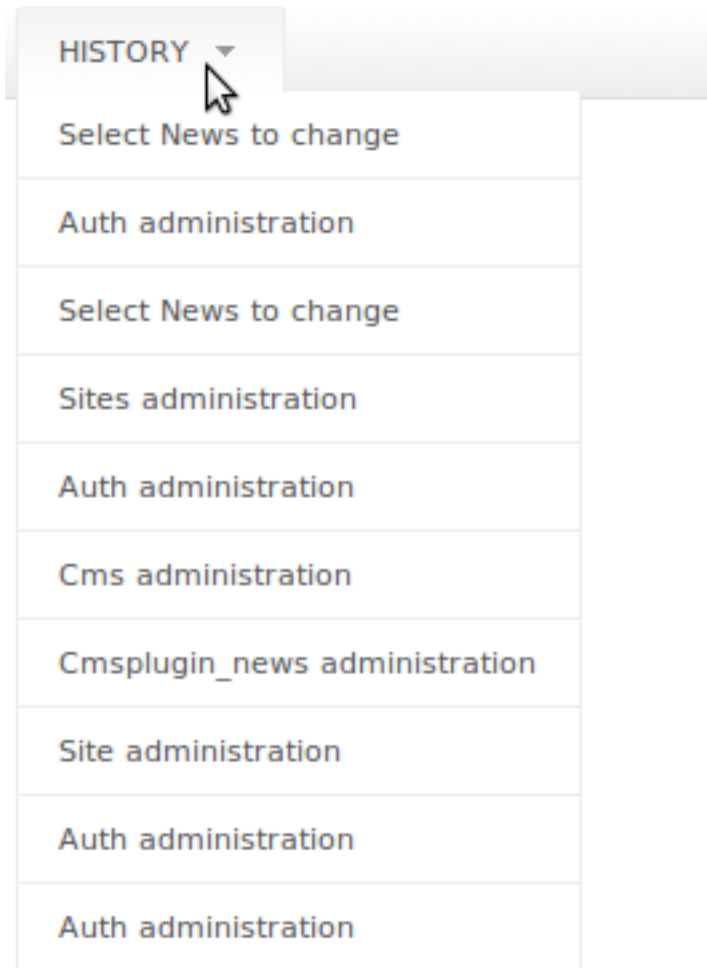 HISTORY
Select News to change
Auth administration
Select News to change
Sites administration
Auth administration
Cms administration
Cmsplugin_news administration
Site administration
Auth administration
Auth administration